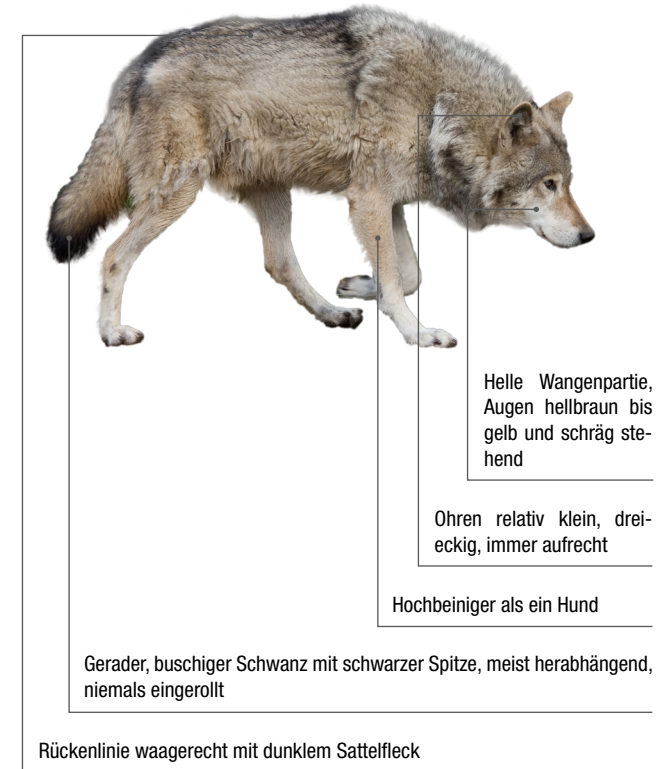 Helle Wangenpartie,
Augen hellbraun bis
gelb und schräg ste-
hend
Ohren relativ klein, drei-
eckig, immer aufrecht
Hochbeiniger als ein Hund
Gerader, buschiger Schwanz mit schwarzer Spitze, meist herabhängend,
niemals eingerollt
Rückenlinie waagerecht mit dunklem Sattelfleck